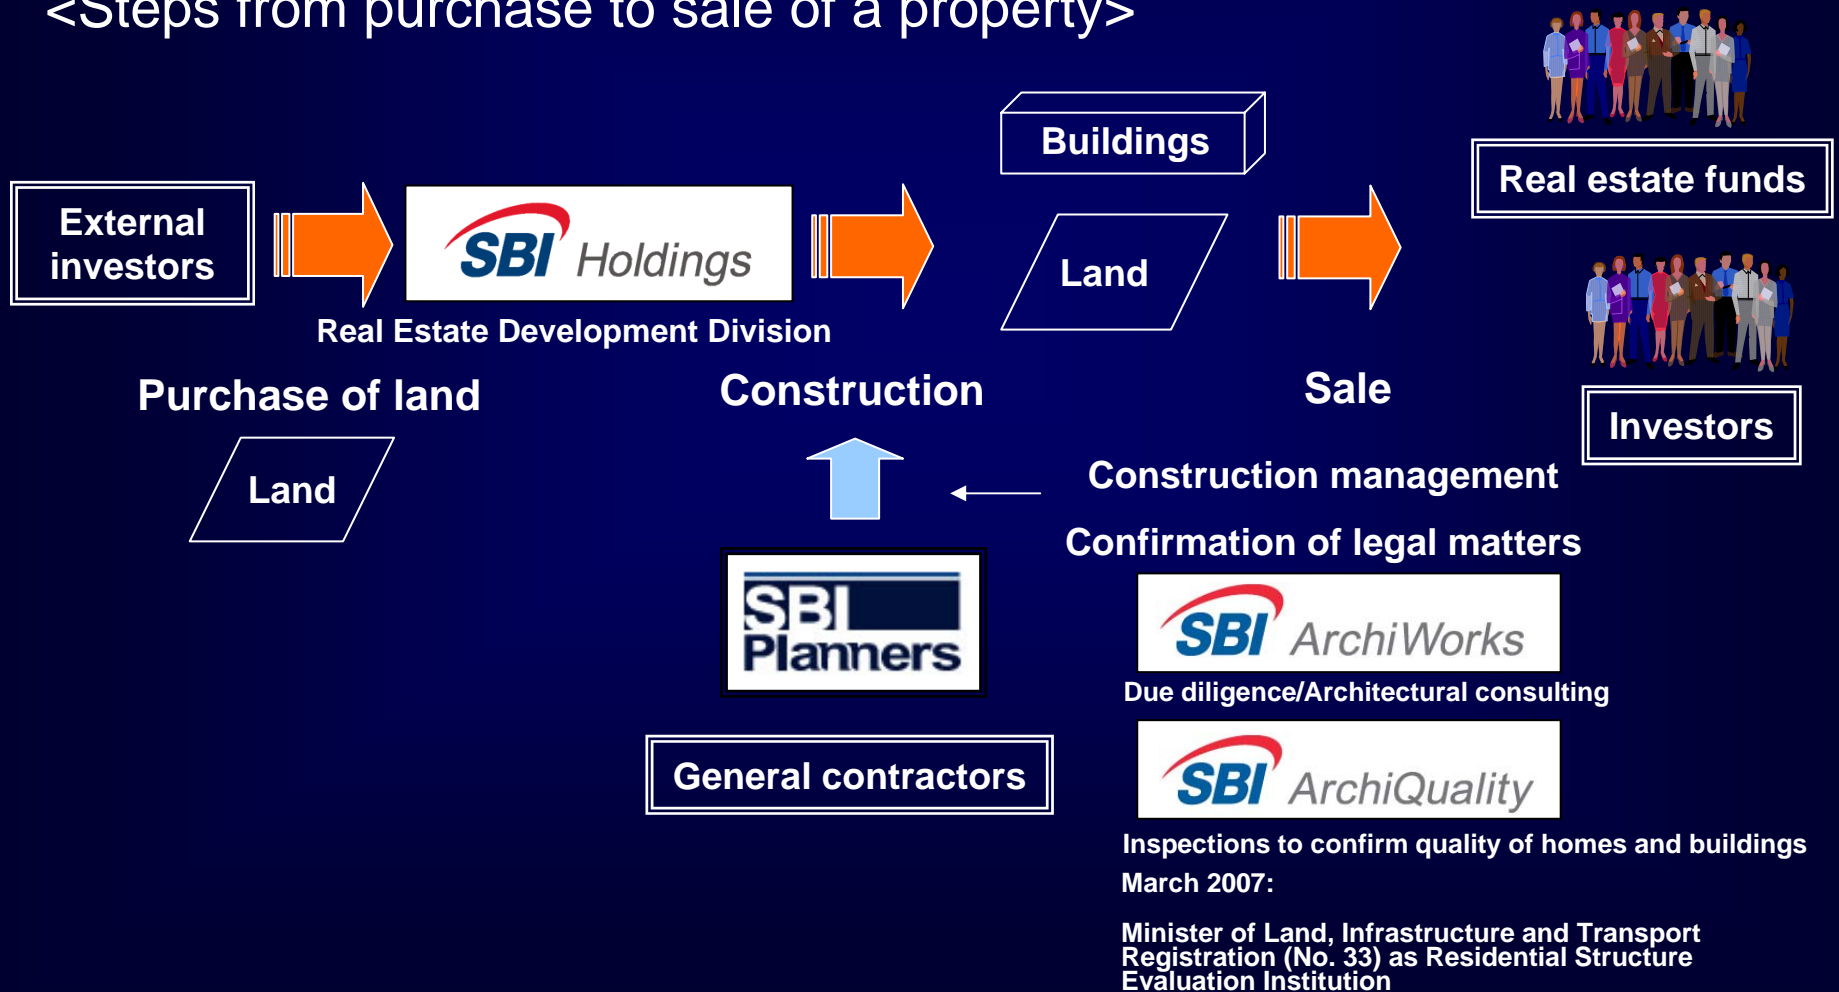 <Steps from purchase to sale of a property>
External
investors
SBI Holdings
Real Estate Development Division
Buildings
Land
Real estate funds
Investors
Purchase of land
Construction
Sale
Land
Construction management
Confirmation of legal matters
SBI
Planners
General contractors
SBI ArchiWorks
Due diligence/Architectural consulting
SBI ArchiQuality
Inspections to confirm quality of homes and buildings
March 2007:
Minister of Land, Infrastructure and Transport
Registration (No. 33) as Residential Structure
Evaluation Institution